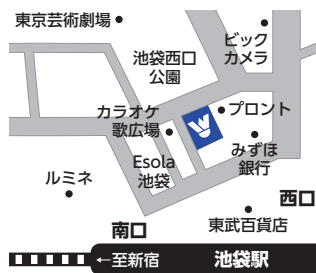 東京芸術劇場
ビック
カメラ
池袋西口
公園
カラオケ
歌広場
プロント
Esola
池袋
みずほ
銀行
ルミネ
西口
東武百貨店
南口
←至新宿
池袋駅